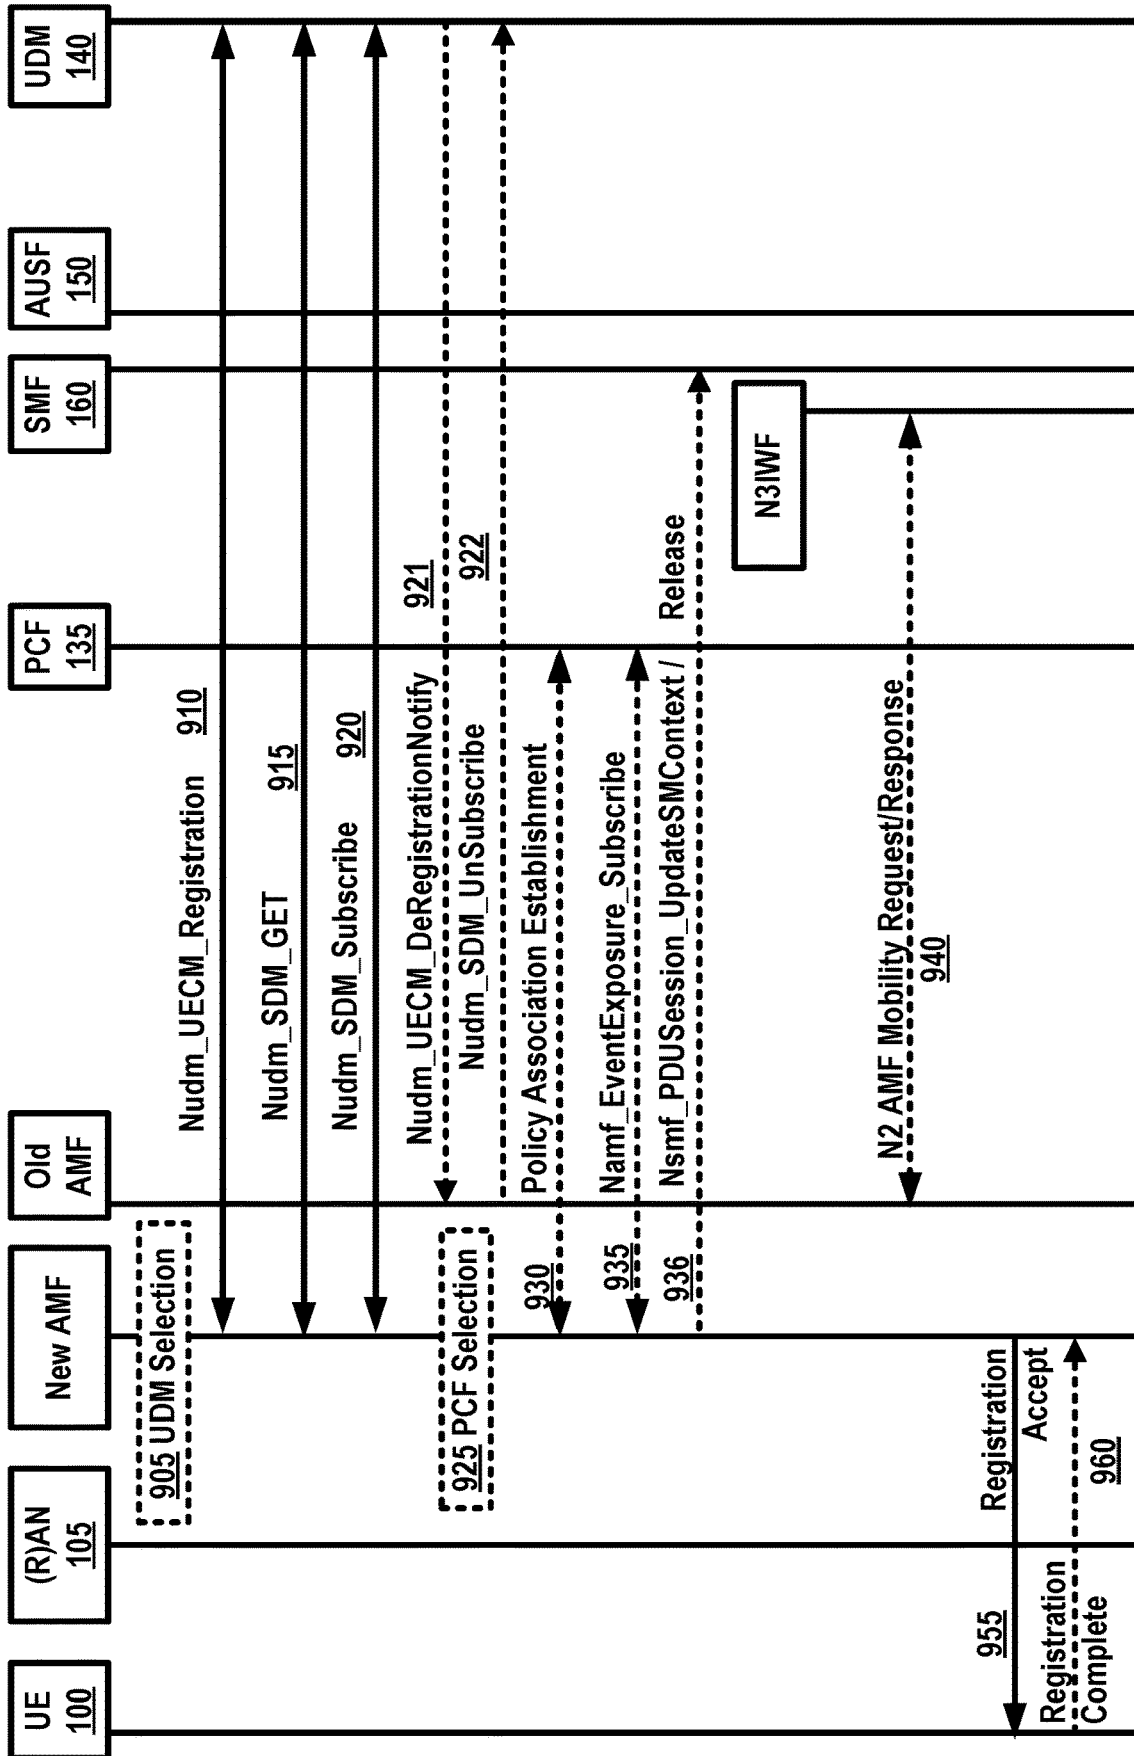 UE
100
(R)AN
105
New AMF
Old
AMF
PCF
135
SMF
160
AUSF
150
UDM
140
905 UDM Selection
Nudm_UECM_Registration
910
Nudm_SDM_GET
915
Nudm_SDM_Subscribe
920
Nudm_UECM_DeRegistrationNotify
921
Nudm_SDM_UnSubscribe
922
925 PCF Selection
Policy Association Establishment
930
Namf_EventExposure_Subscribe
935
Nsmf_PDUSession_UpdateSMContext / Release
936
N3IWF
N2 AMF Mobility Request/Response
940
Registration
Accept
955
Registration
Complete
960